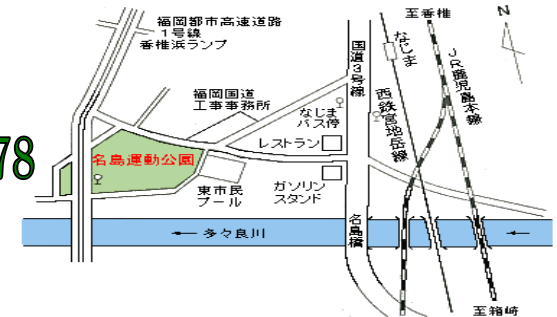 福岡都市高速道路
1号線
香椎浜ランプ
至香椎
N
国道3号線
なじま
JR鹿児島本線
福岡国道
工事事務所
なじま
バス停
西鉄宮地岳線
レストラン
78
名島運動公園
東市民
プール
ガソリン
スタンド
名島橋
← 多々良川
←
至箱崎